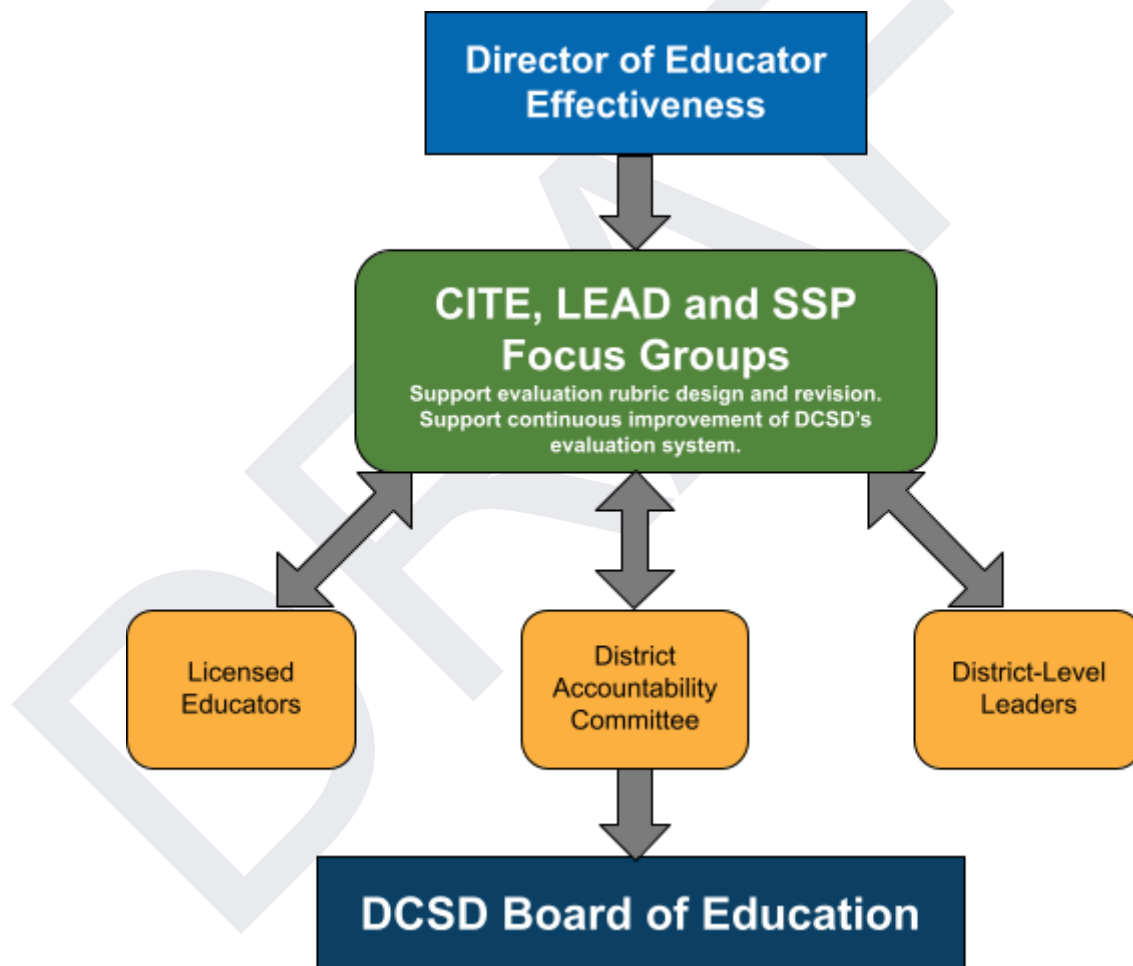 Director of Educator
Effectiveness
CITE, LEAD and SSP
Focus Groups
Support evaluation rubric design and revision.
Support continuous improvement of DCSD's
evaluation system.
Licensed
Educators
District
Accountability
Committee
District-Level
Leaders
DCSD Board of Education
DRAF